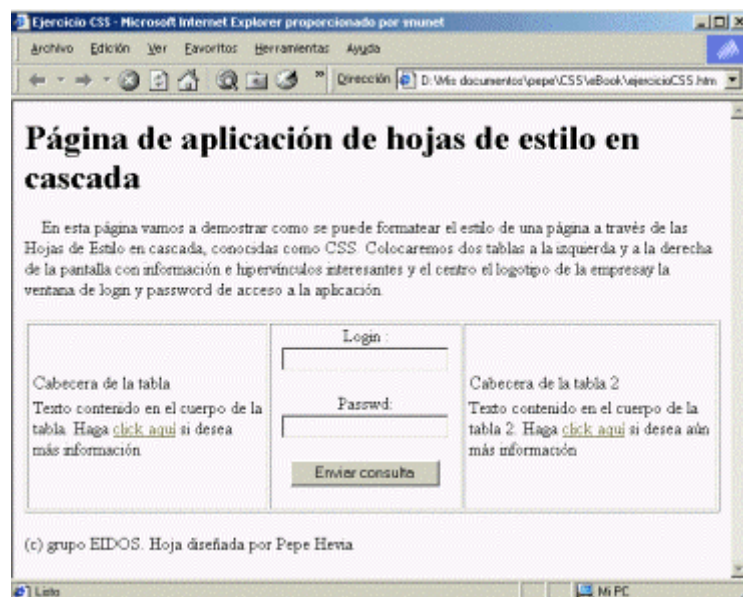 Ejercicio CSS - Microsoft Internet Explorer proporcionado por ymunet
Archivo Edición Ver Favoritos Herramientas Ayuda
» Dirección D:\Mis documentos\pepe\CSS\eBook\ejercicioCSS.htm
Página de aplicación de hojas de estilo en
cascada
En esta página vamos a demostrar como se puede formatear el estilo de una página a través de las
Hojas de Estilo en cascada, conocidas como CSS. Colocaremos dos tablas a la izquierda y a la derecha
de la pantalla con información e hipervínculos interesantes y el centro el logotipo de la empresay la
ventana de login y password de acceso a la aplicación.
Cabecera de la tabla
Texto contenido en el cuerpo de la
tabla. Haga click aquí si desea
más información
Login :
Passwd:
Enviar consulta
Cabecera de la tabla 2
Texto contenido en el cuerpo de la
tabla 2. Haga click aquí si desea aún
más información
(c) grupo EIDOS. Hoja diseñada por Pepe Hevia
Listo
Mi PC